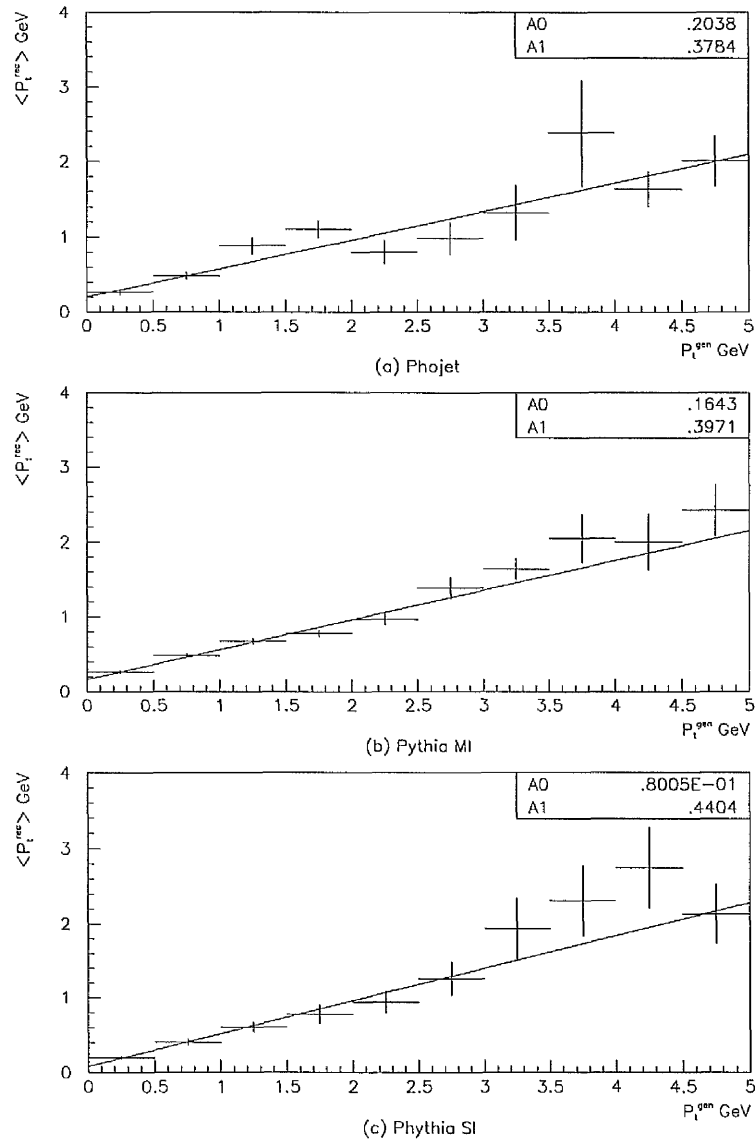 <P_t^rec> GeV
4
3
2
1
0
A0 .2038
A1 .3784
0 0.5 1 1.5 2 2.5 3 3.5 4 4.5 5
P_t^gen GeV
(a) Phojet
<P_t^rec> GeV
4
3
2
1
0
A0 .1643
A1 .3971
0 0.5 1 1.5 2 2.5 3 3.5 4 4.5 5
P_t^gen GeV
(b) Pythia MI
<P_t^rec> GeV
4
3
2
1
0
A0 .8005E-01
A1 .4404
0 0.5 1 1.5 2 2.5 3 3.5 4 4.5 5
P_t^gen GeV
(c) Phythia SI